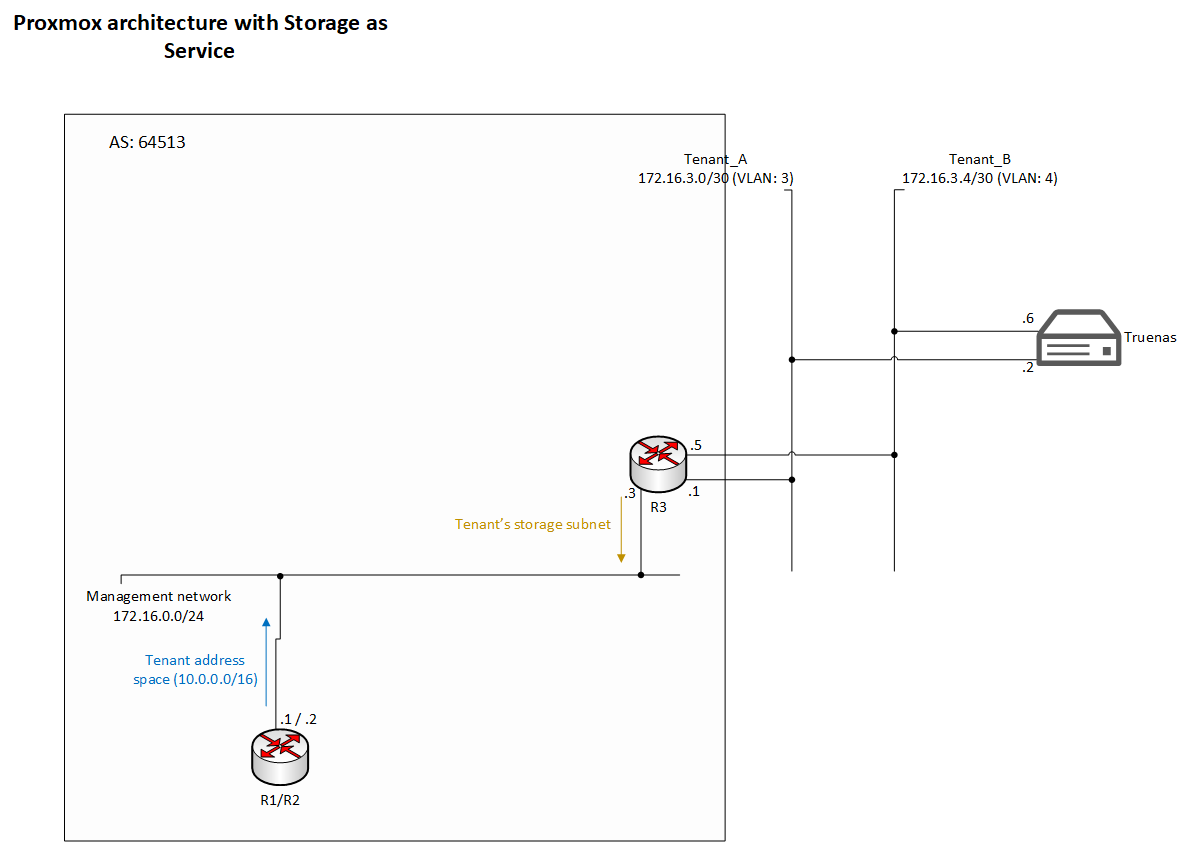 Proxmox architecture with Storage as
Service
AS: 64513
Tenant_A
172.16.3.0/30 (VLAN: 3)
Tenant_B
172.16.3.4/30 (VLAN: 4)
.6
Truenas
.2
.5
.3
.1
R3
Tenant's storage subnet
Management network
172.16.0.0/24
Tenant address
space (10.0.0.0/16)
.1 / .2
R1/R2